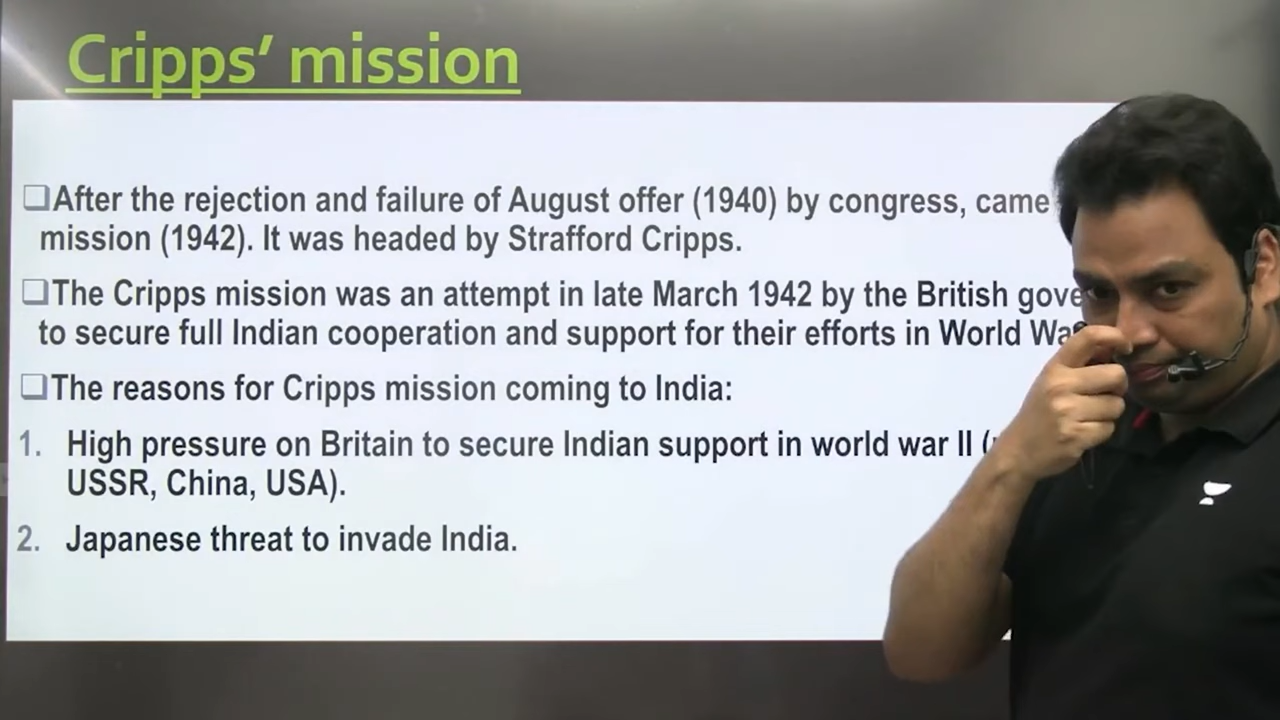 Cripps’ mission
After the rejection and failure of August offer (1940) by congress, came
mission (1942). It was headed by Strafford Cripps.
The Cripps mission was an attempt in late March 1942 by the British
to secure full Indian cooperation and support for their efforts in World
The reasons for Cripps mission coming to India:
1. High pressure on Britain to secure Indian support in world war II (
USSR, China, USA).
2. Japanese threat to invade India.